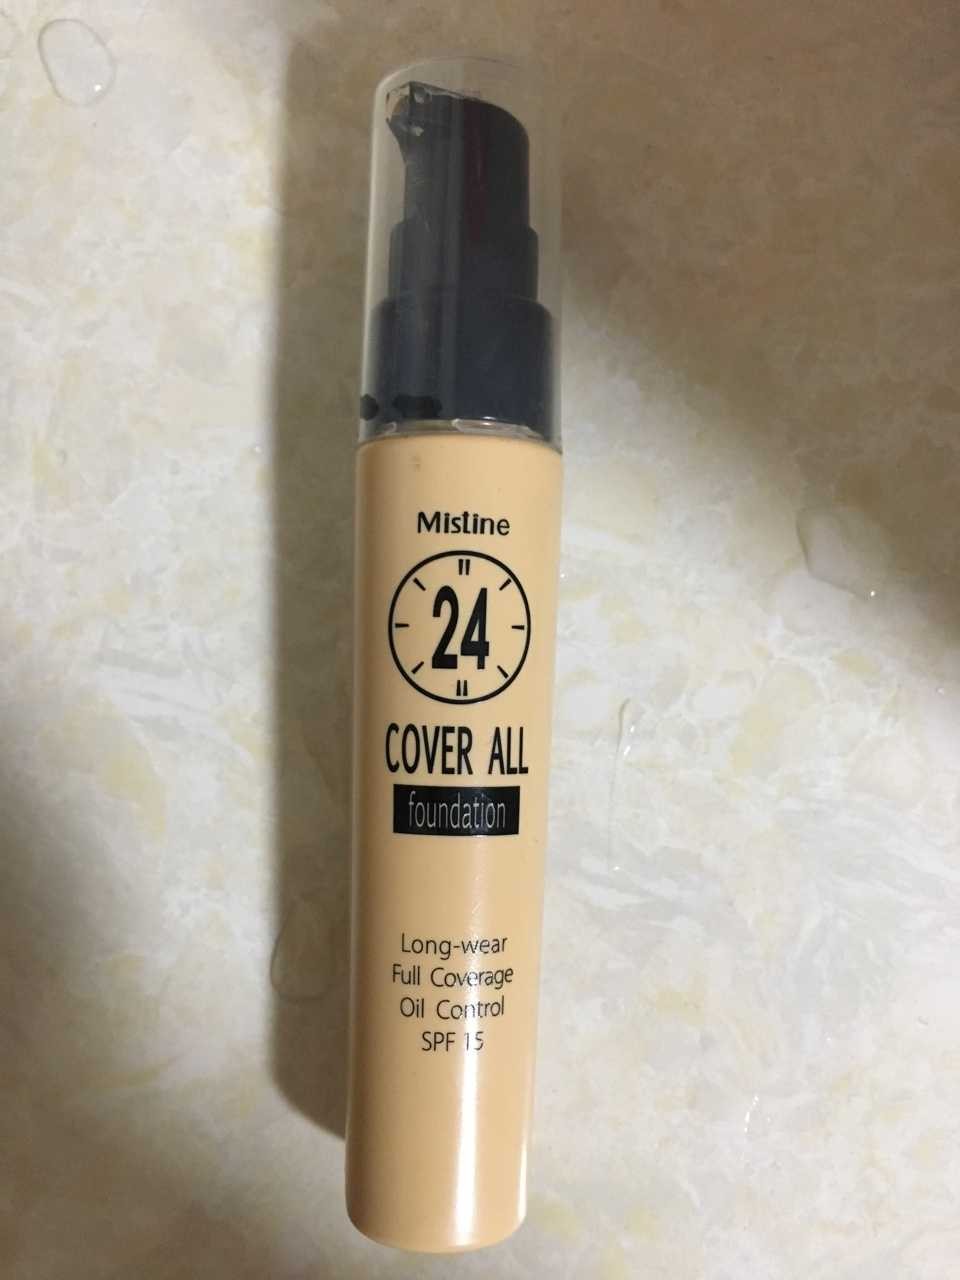 Mistine
24
COVER ALL
foundation
Long-wear
Full Coverage
Oil Control
SPF 15